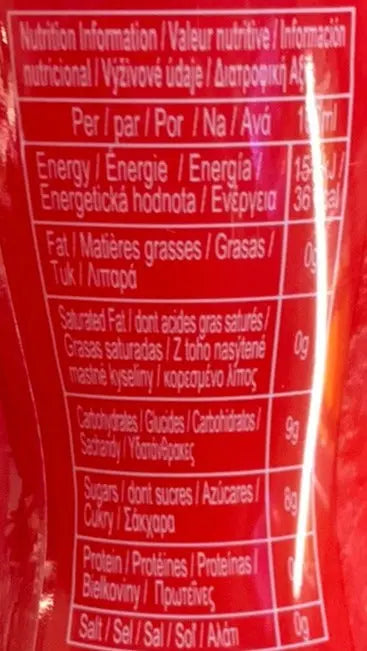 Nutrition Information / Valeur nutritive / Información
nutricional / Výživové údaje / Διατροφική
Per / par / Por / Na / Ανά
Energy / Énergie / Energía
Energetická hodnota / Ενέργεια
Fat / Matières grasses / Grasas / 0g
Tuk / Λιπαρά
Saturated Fat / dont acides gras saturés /
Grasas saturadas / Z toho nasýtené 0g
mastné kyseliny / κορεσμένο λίπος
Carbohydrates / Glucides / Carbohidratos / 9g
Sacharidy / Υδατάνθρακες
Sugars / dont sucres / Azúcares / 8g
Cukry / Σάκχαρα
Protein / Protéines / Proteínas /
Bielkoviny / Πρωτεΐνες
Salt / Sel / Sal / Soľ / Αλάτι 0g